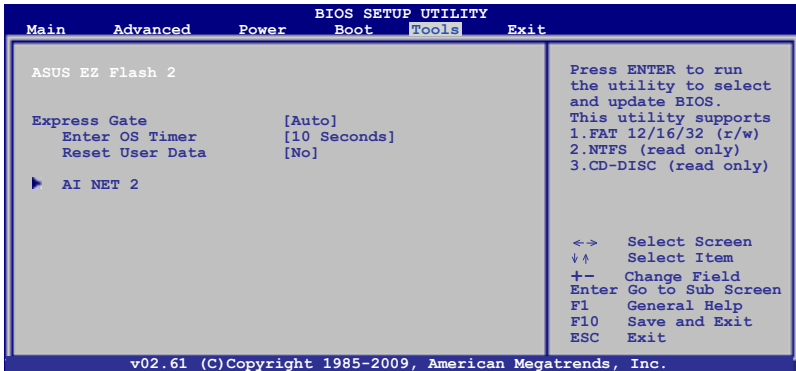 BIOS SETUP UTILITY
Main Advanced Power Boot Tools Exit
ASUS EZ Flash 2
Express Gate [Auto]
Enter OS Timer [10 Seconds]
Reset User Data [No]
AI NET 2
Press ENTER to run
the utility to select
and update BIOS.
This utility supports
1.FAT 12/16/32 (r/w)
2.NTFS (read only)
3.CD-DISC (read only)
←→ Select Screen
↓↑ Select Item
+- Change Field
Enter Go to Sub Screen
F1 General Help
F10 Save and Exit
ESC Exit
v02.61 (C)Copyright 1985-2009, American Megatrends, Inc.